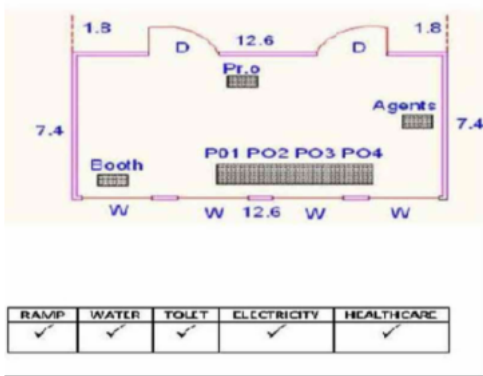 1.8 12.6 1.8
D D
Pr.o
Agents
7.4 7.4
P01 PO2 PO3 PO4
Booth
W W 12.6 W W
RAMP WATER TOLET ELECTRICITY HEALTHCARE
✓ ✓ ✓ ✓ ✓